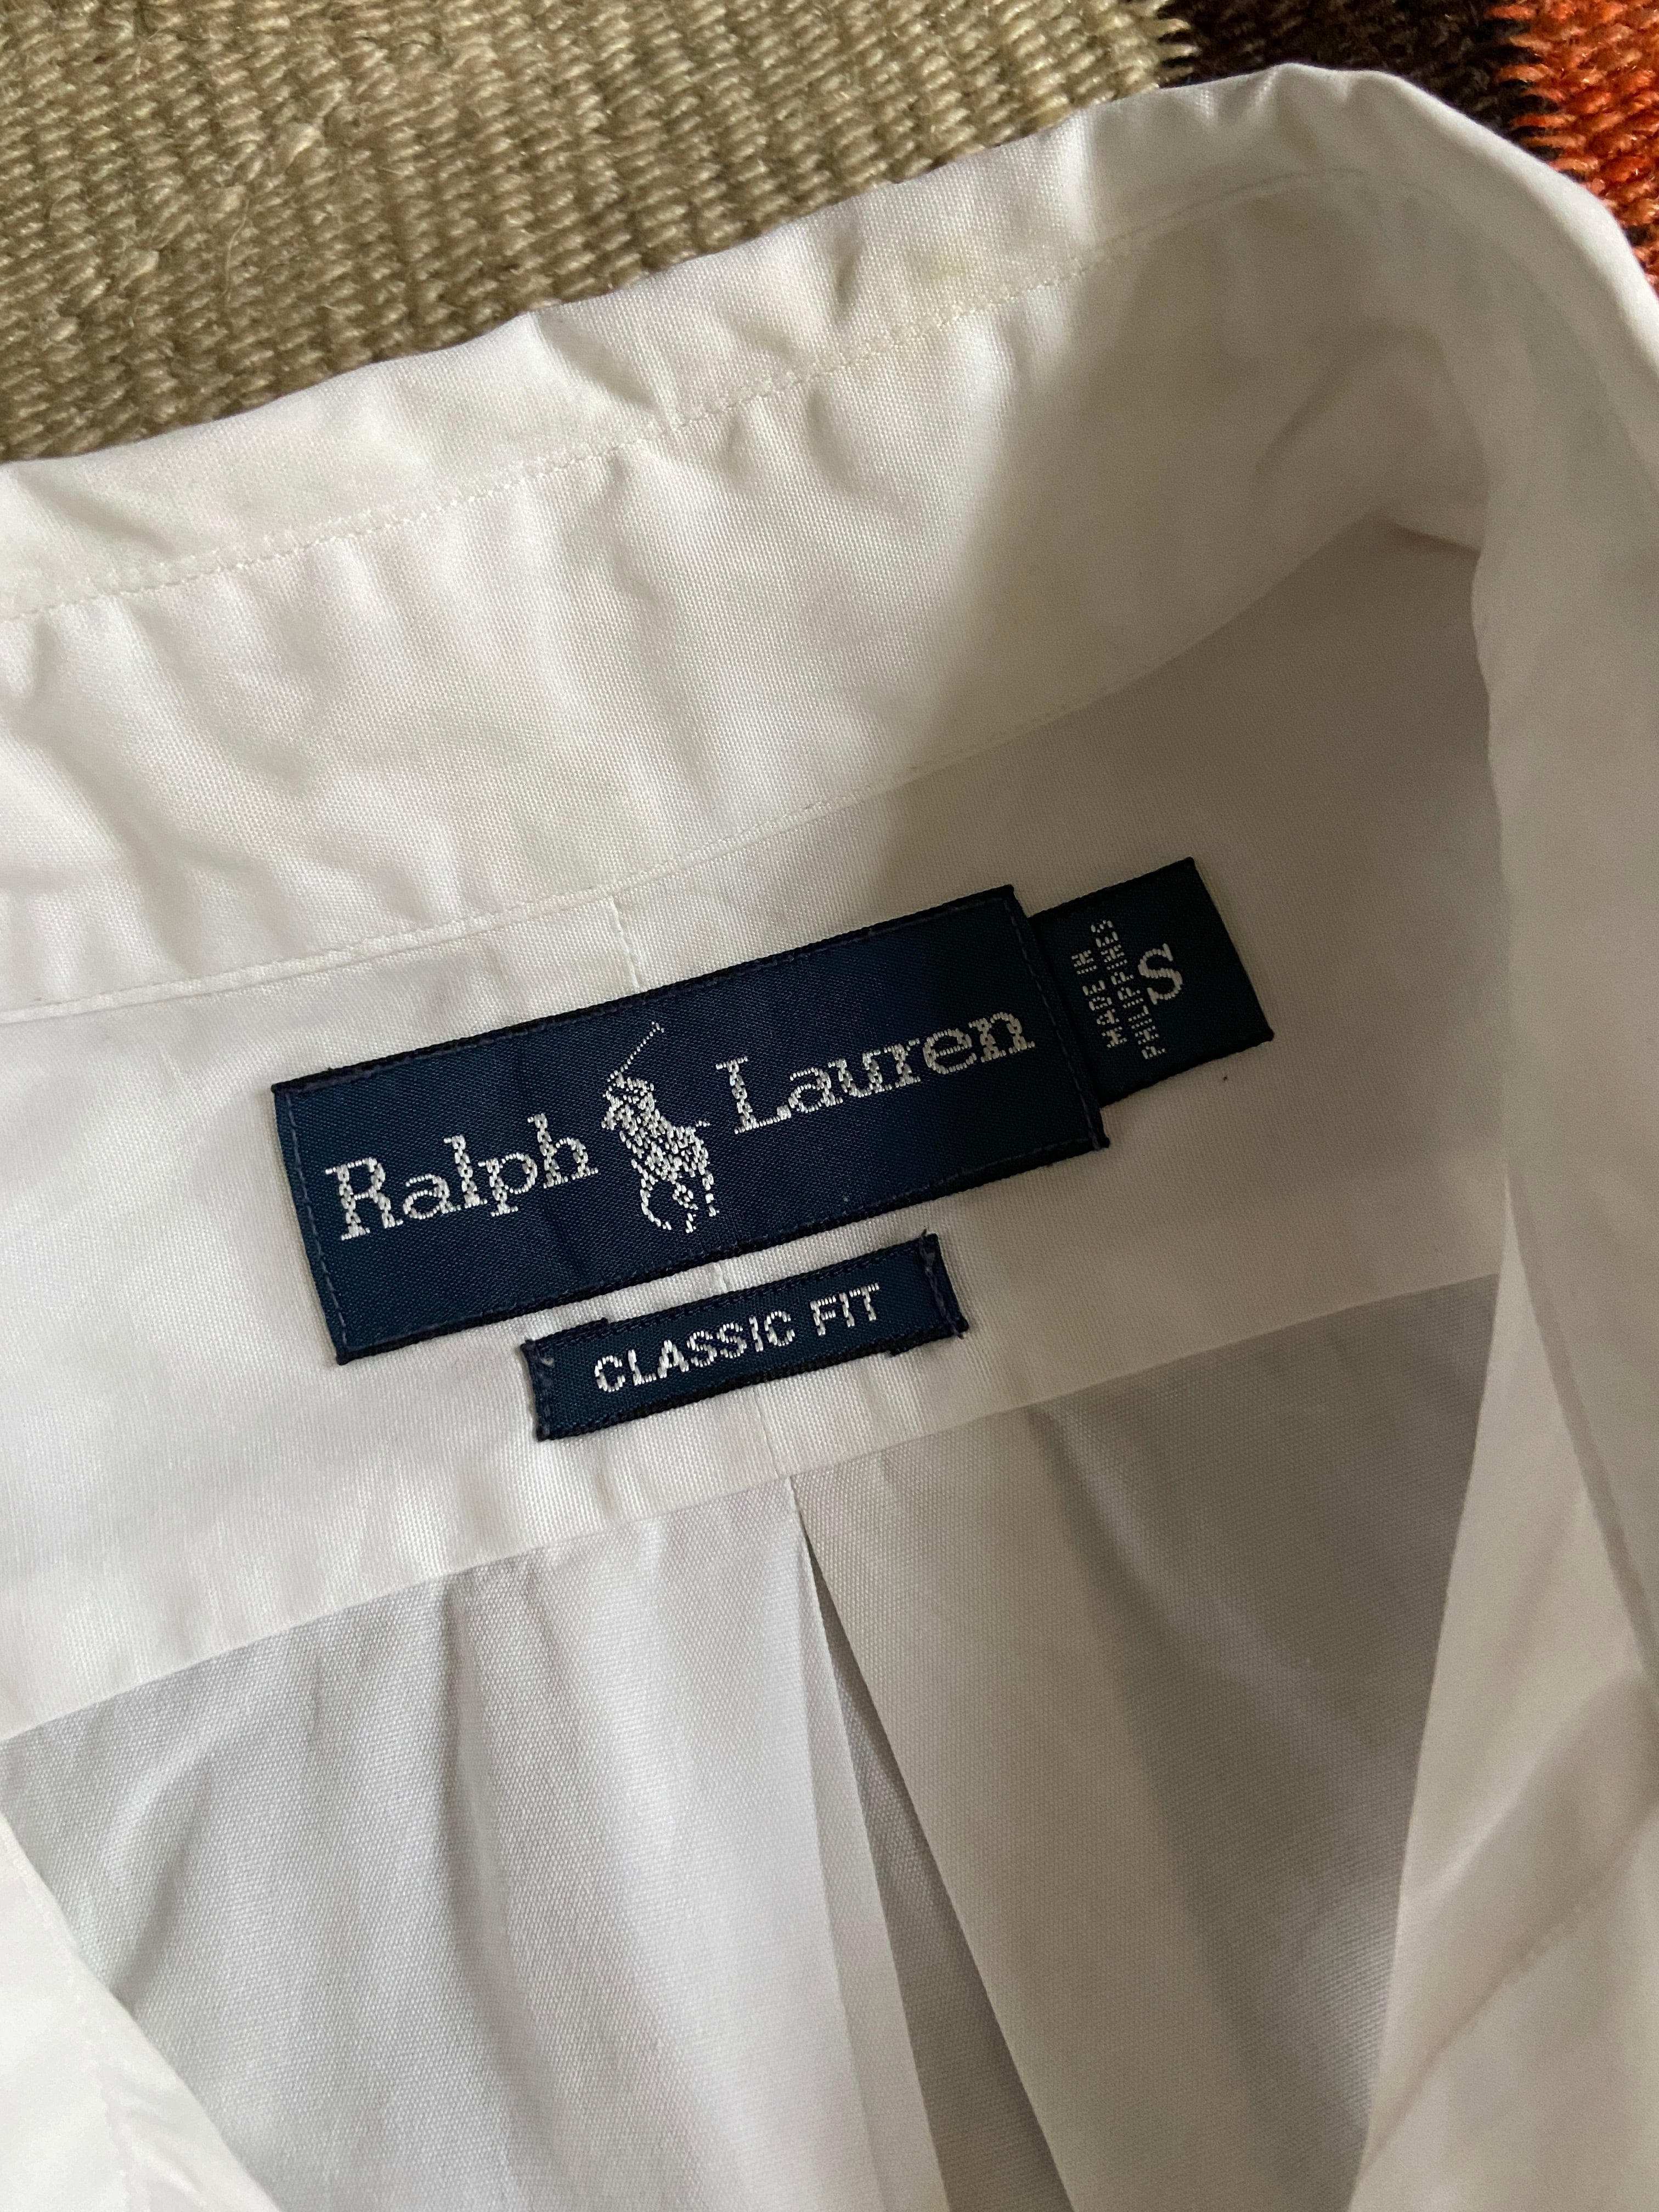 Ralph Lauren
MADE IN
PHILIPPINES
S
CLASSIC FIT